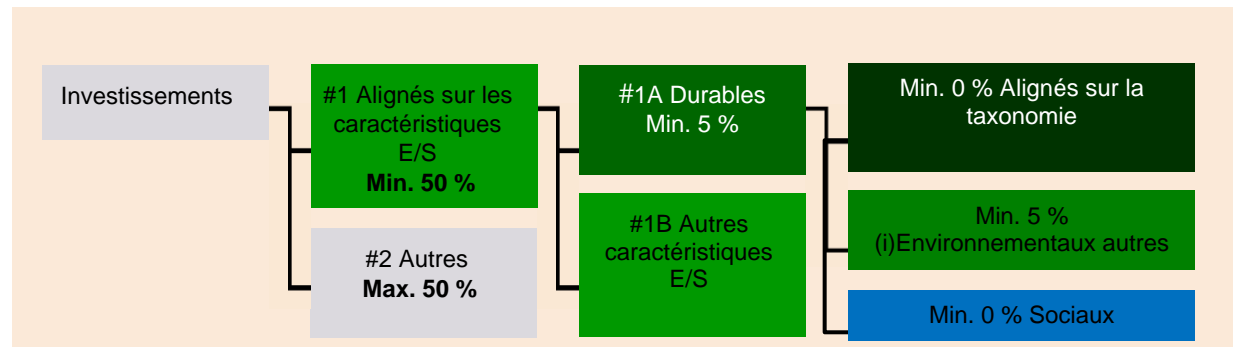 Investissements
#1 Alignés sur les
caractéristiques
E/S
Min. 50 %
#2 Autres
Max. 50 %
#1A Durables
Min. 5 %
#1B Autres
caractéristiques
E/S
Min. 0 % Alignés sur la
taxonomie
Min. 5 %
(i)Environnementaux autres
Min. 0 % Sociaux